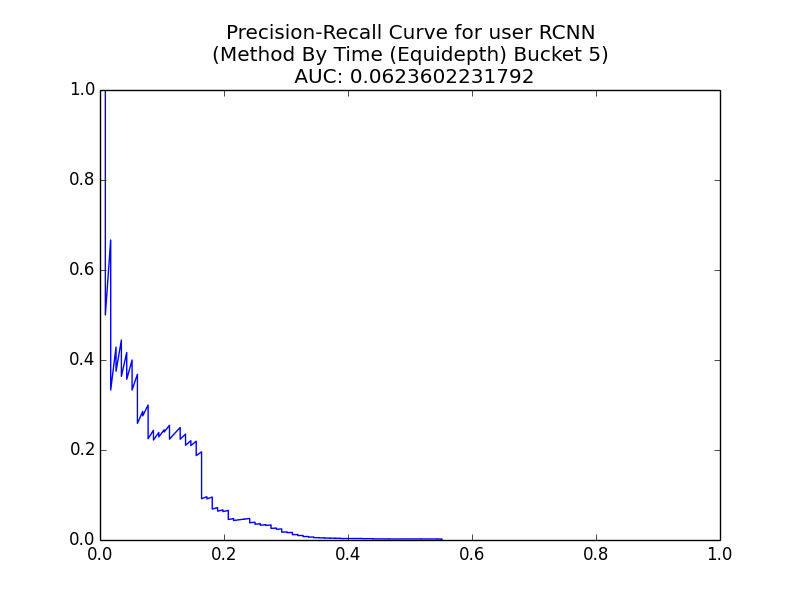 Precision-Recall Curve for user RCNN
(Method By Time (Equidepth) Bucket 5)
AUC: 0.0623602231792
1.0
0.8
0.6
0.4
0.2
0.0
0.0 0.2 0.4 0.6 0.8 1.0